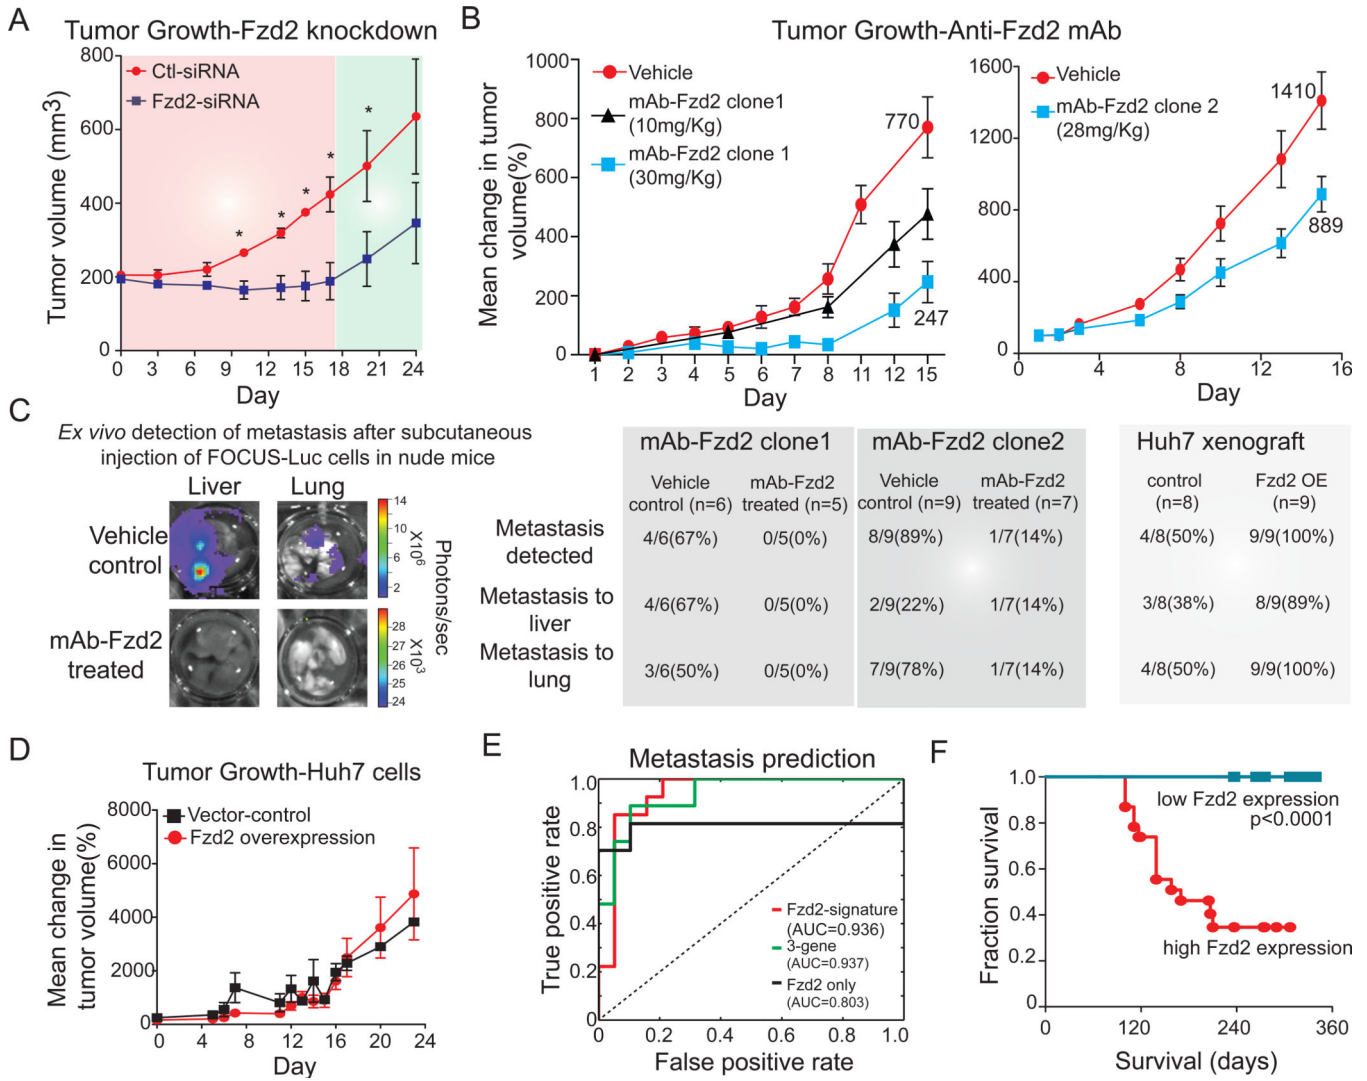 A
Tumor Growth-Fzd2 knockdown
800
600
400
200
0
Tumor volume (mm3)
Ctl-siRNA
Fzd2-siRNA
*
*
*
*
*
0 3 6 9 12 15 18 21 24
Day
B
Tumor Growth-Anti-Fzd2 mAb
1000
800
600
400
200
0
Mean change in tumor
volume(%)
Vehicle
mAb-Fzd2 clone1
(10mg/Kg)
mAb-Fzd2 clone 1
(30mg/Kg)
770
247
1 2 3 4 5 6 7 8 11 12 15
Day
1600
1200
800
400
0
Vehicle
mAb-Fzd2 clone 2
(28mg/Kg)
1410
889
0 4 8 12 16
Day
C
Ex vivo detection of metastasis after subcutaneous
injection of FOCUS-Luc cells in nude mice
Liver Lung
Vehicle
control
mAb-Fzd2
treated
14
10
6
4
2
X10⁶
28
27
26
25
24
X10³
Photons/sec
mAb-Fzd2 clone1 mAb-Fzd2 clone2 Huh7 xenograft
Vehicle mAb-Fzd2 Vehicle mAb-Fzd2 control Fzd2 OE
control (n=6) treated (n=5) control (n=9) treated (n=7) (n=8) (n=9)
Metastasis
detected
4/6(67%) 0/5(0%) 8/9(89%) 1/7(14%) 4/8(50%) 9/9(100%)
Metastasis to
liver
4/6(67%) 0/5(0%) 2/9(22%) 1/7(14%) 3/8(38%) 8/9(89%)
Metastasis to
lung
3/6(50%) 0/5(0%) 7/9(78%) 1/7(14%) 4/8(50%) 9/9(100%)
D
Tumor Growth-Huh7 cells
8000
6000
4000
2000
0
Mean change in
tumor volume(%)
Vector-control
Fzd2 overexpression
0 4 8 12 16 20 24
Day
E
Metastasis prediction
1.0
0.8
0.6
0.4
0.2
0
True positive rate
Fzd2-signature
(AUC=0.936)
3-gene
(AUC=0.937)
Fzd2 only
(AUC=0.803)
0 0.2 0.4 0.6 0.8 1.0
False positive rate
F
1.0
0.8
0.6
0.4
0.2
0
Fraction survival
low Fzd2 expression
p<0.0001
high Fzd2 expression
0 120 240 360
Survival (days)